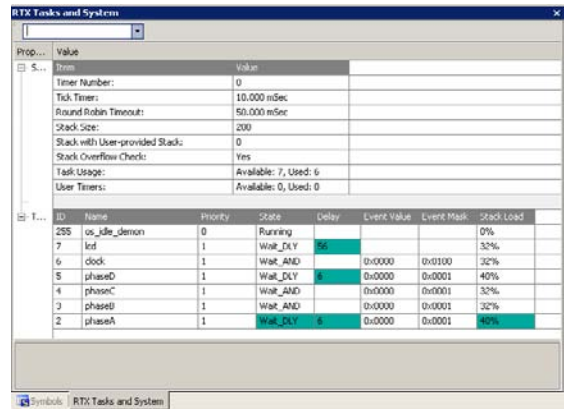 RTX Tasks and System
Prop... Value
S... Item Value
Timer Number: 0
Tick Timer: 10.000 mSec
Round Robin Timeout: 50.000 mSec
Stack Size: 200
Stack with User-provided Stack: 0
Stack Overflow Check: Yes
Task Usage: Available: 7, Used: 6
User Timers: Available: 0, Used: 0
T... ID Name Priority State Delay Event Value Event Mask Stack Load
255 os_idle_demon 0 Running 0%
7 lcd 1 Wait_DLY 56 32%
6 clock 1 Wait_AND 0x0000 0x0100 32%
5 phaseD 1 Wait_DLY 6 0x0000 0x0001 40%
4 phaseC 1 Wait_AND 0x0000 0x0001 32%
3 phaseB 1 Wait_AND 0x0000 0x0001 32%
2 phaseA 1 Wait_DLY 6 0x0000 0x0001 40%
Symbols RTX Tasks and System